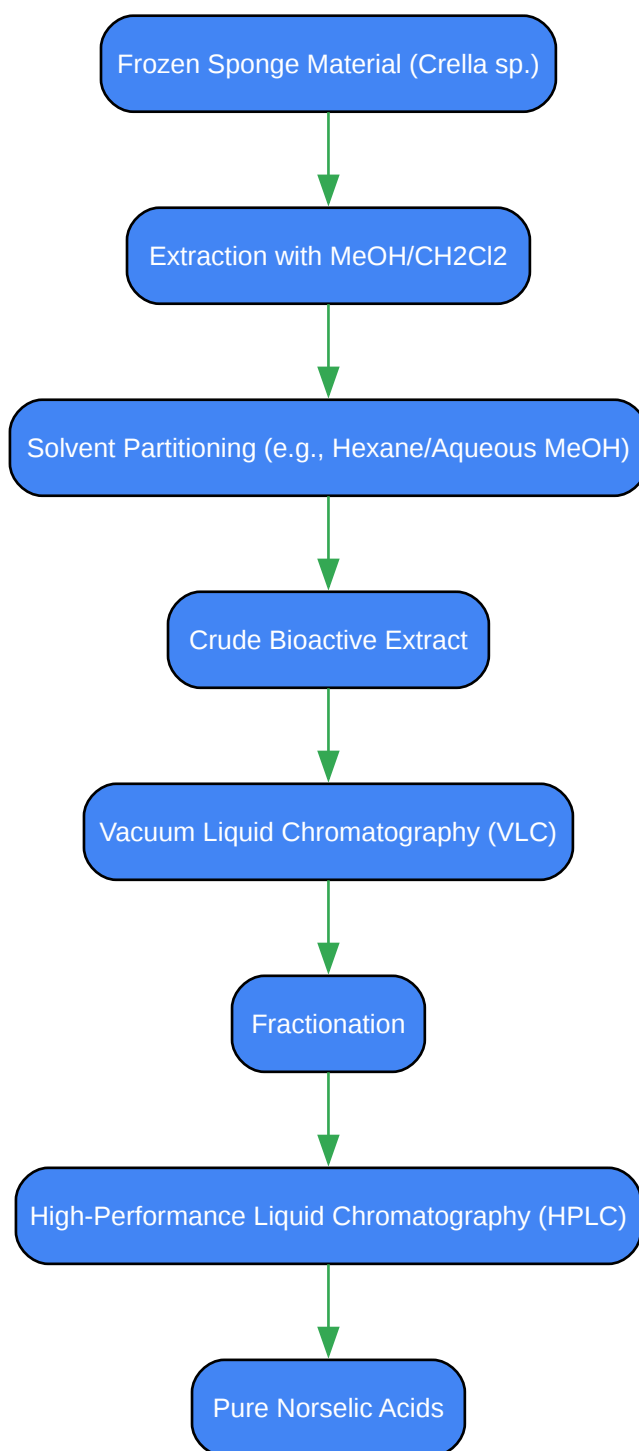 Frozen Sponge Material (Crella sp.)
Extraction with MeOH/CH2Cl2
Solvent Partitioning (e.g., Hexane/Aqueous MeOH)
Crude Bioactive Extract
Vacuum Liquid Chromatography (VLC)
Fractionation
High-Performance Liquid Chromatography (HPLC)
Pure Norselic Acids